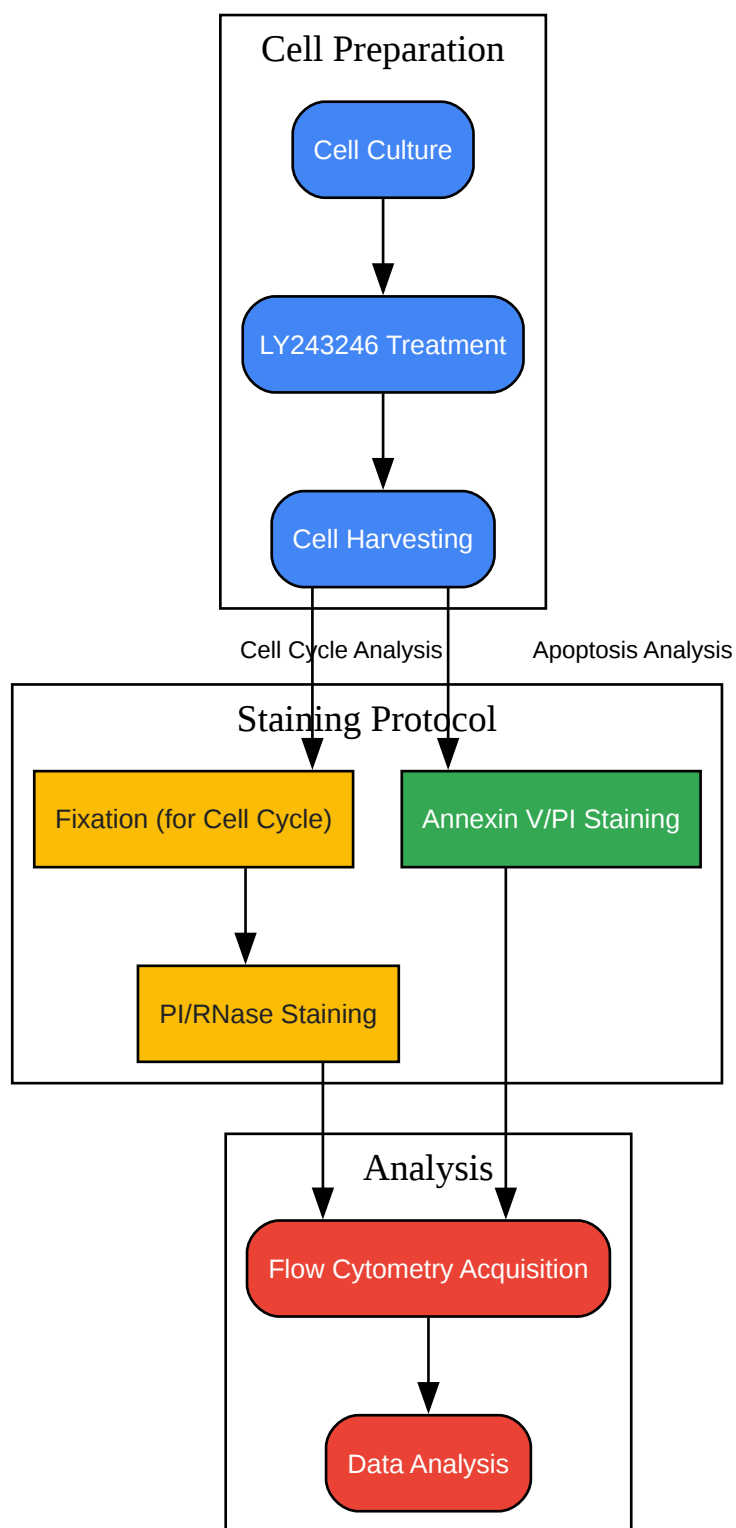 Cell Preparation
Cell Culture
LY243246 Treatment
Cell Harvesting
Cell Cycle Analysis
Apoptosis Analysis
Staining Protocol
Fixation (for Cell Cycle)
Annexin V/PI Staining
PI/RNase Staining
Analysis
Flow Cytometry Acquisition
Data Analysis